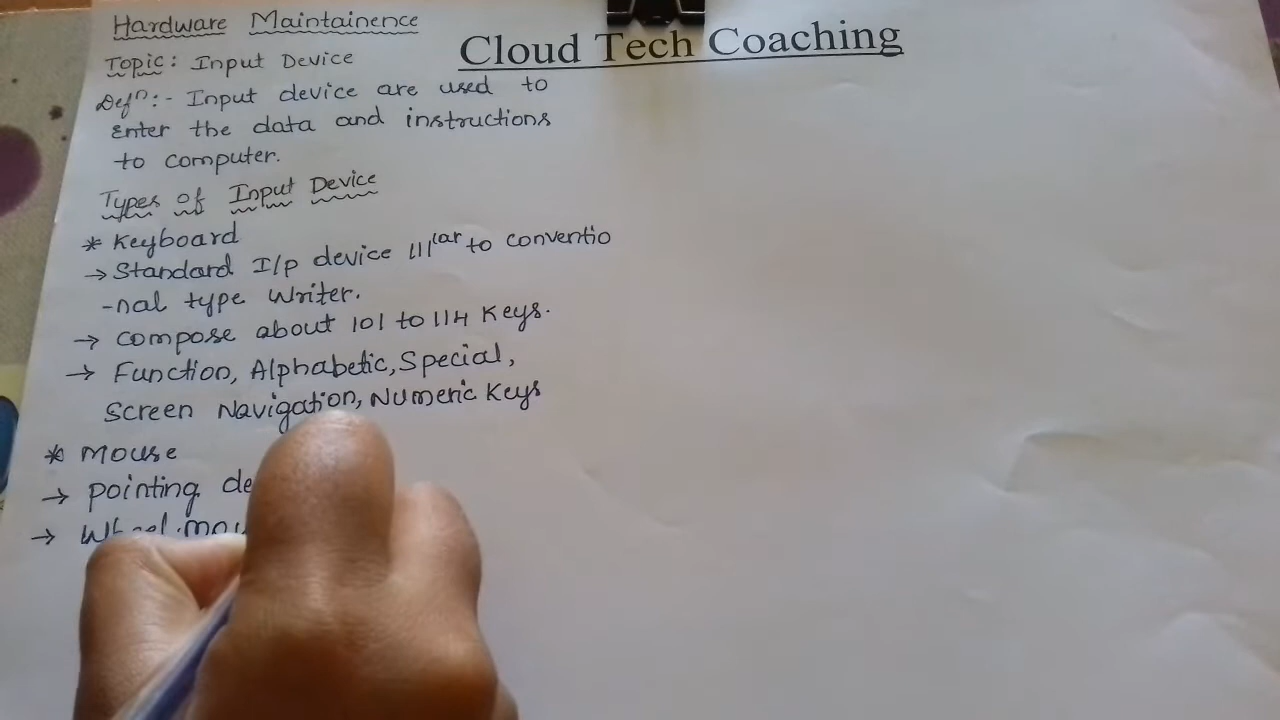 Hardware Maintainence
Cloud Tech Coaching
Topic: Input Device
Defn:- Input device are used to
Enter the data and instructions
to computer.
Types of Input Device
* Keyboard
→ Standard I/p device |||lar to conventio
-nal type writer.
→ compose about 101 to 114 keys.
→ Function, Alphabetic, Special,
Screen Navigation, Numeric Keys
* Mouse
→ pointing
→